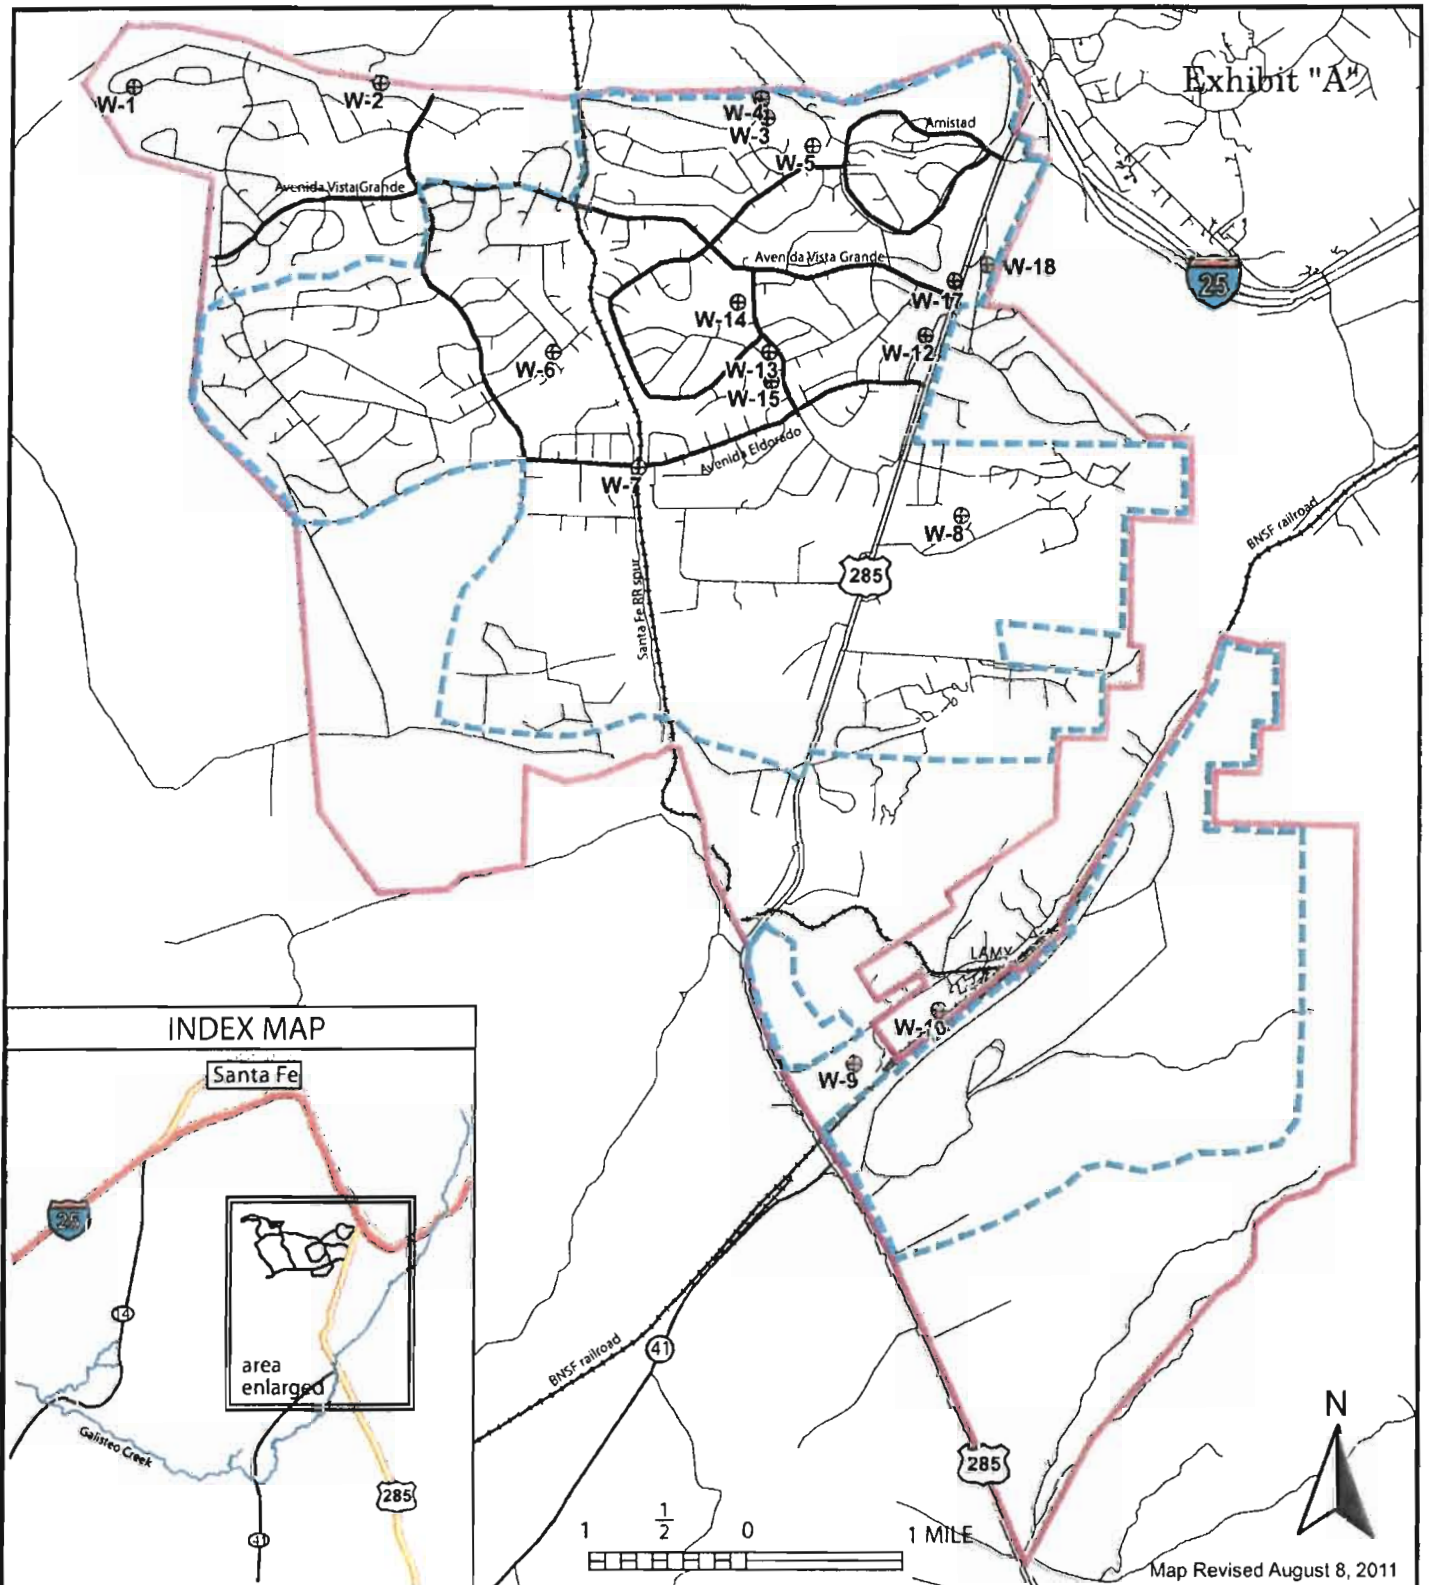 Exhibit "A"
W-1
W-2
W-4
W-3
W-5
Amistad
Avenida Vista Grande
Avenida Vista Grande
W-18
25
W-17
W-14
W-12
W-6
W-13
W-15
Avenida Eldorado
W-7
W-8
BNSF railroad
285
Santa Fe RR spur
LAMY
W-10
W-9
INDEX MAP
Santa Fe
25
14
area
enlarged
Galisteo Creek
285
41
BNSF railroad
41
285
N
1 1/2 0 1 MILE
Map Revised August 8, 2011